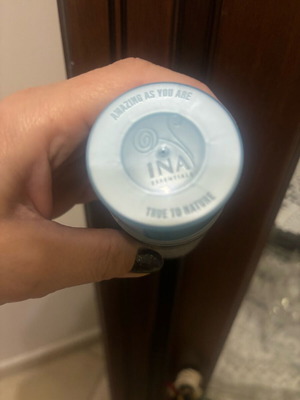 AMAZING AS YOU ARE
INA
ESSENTIALS
TRUE TO NATURE